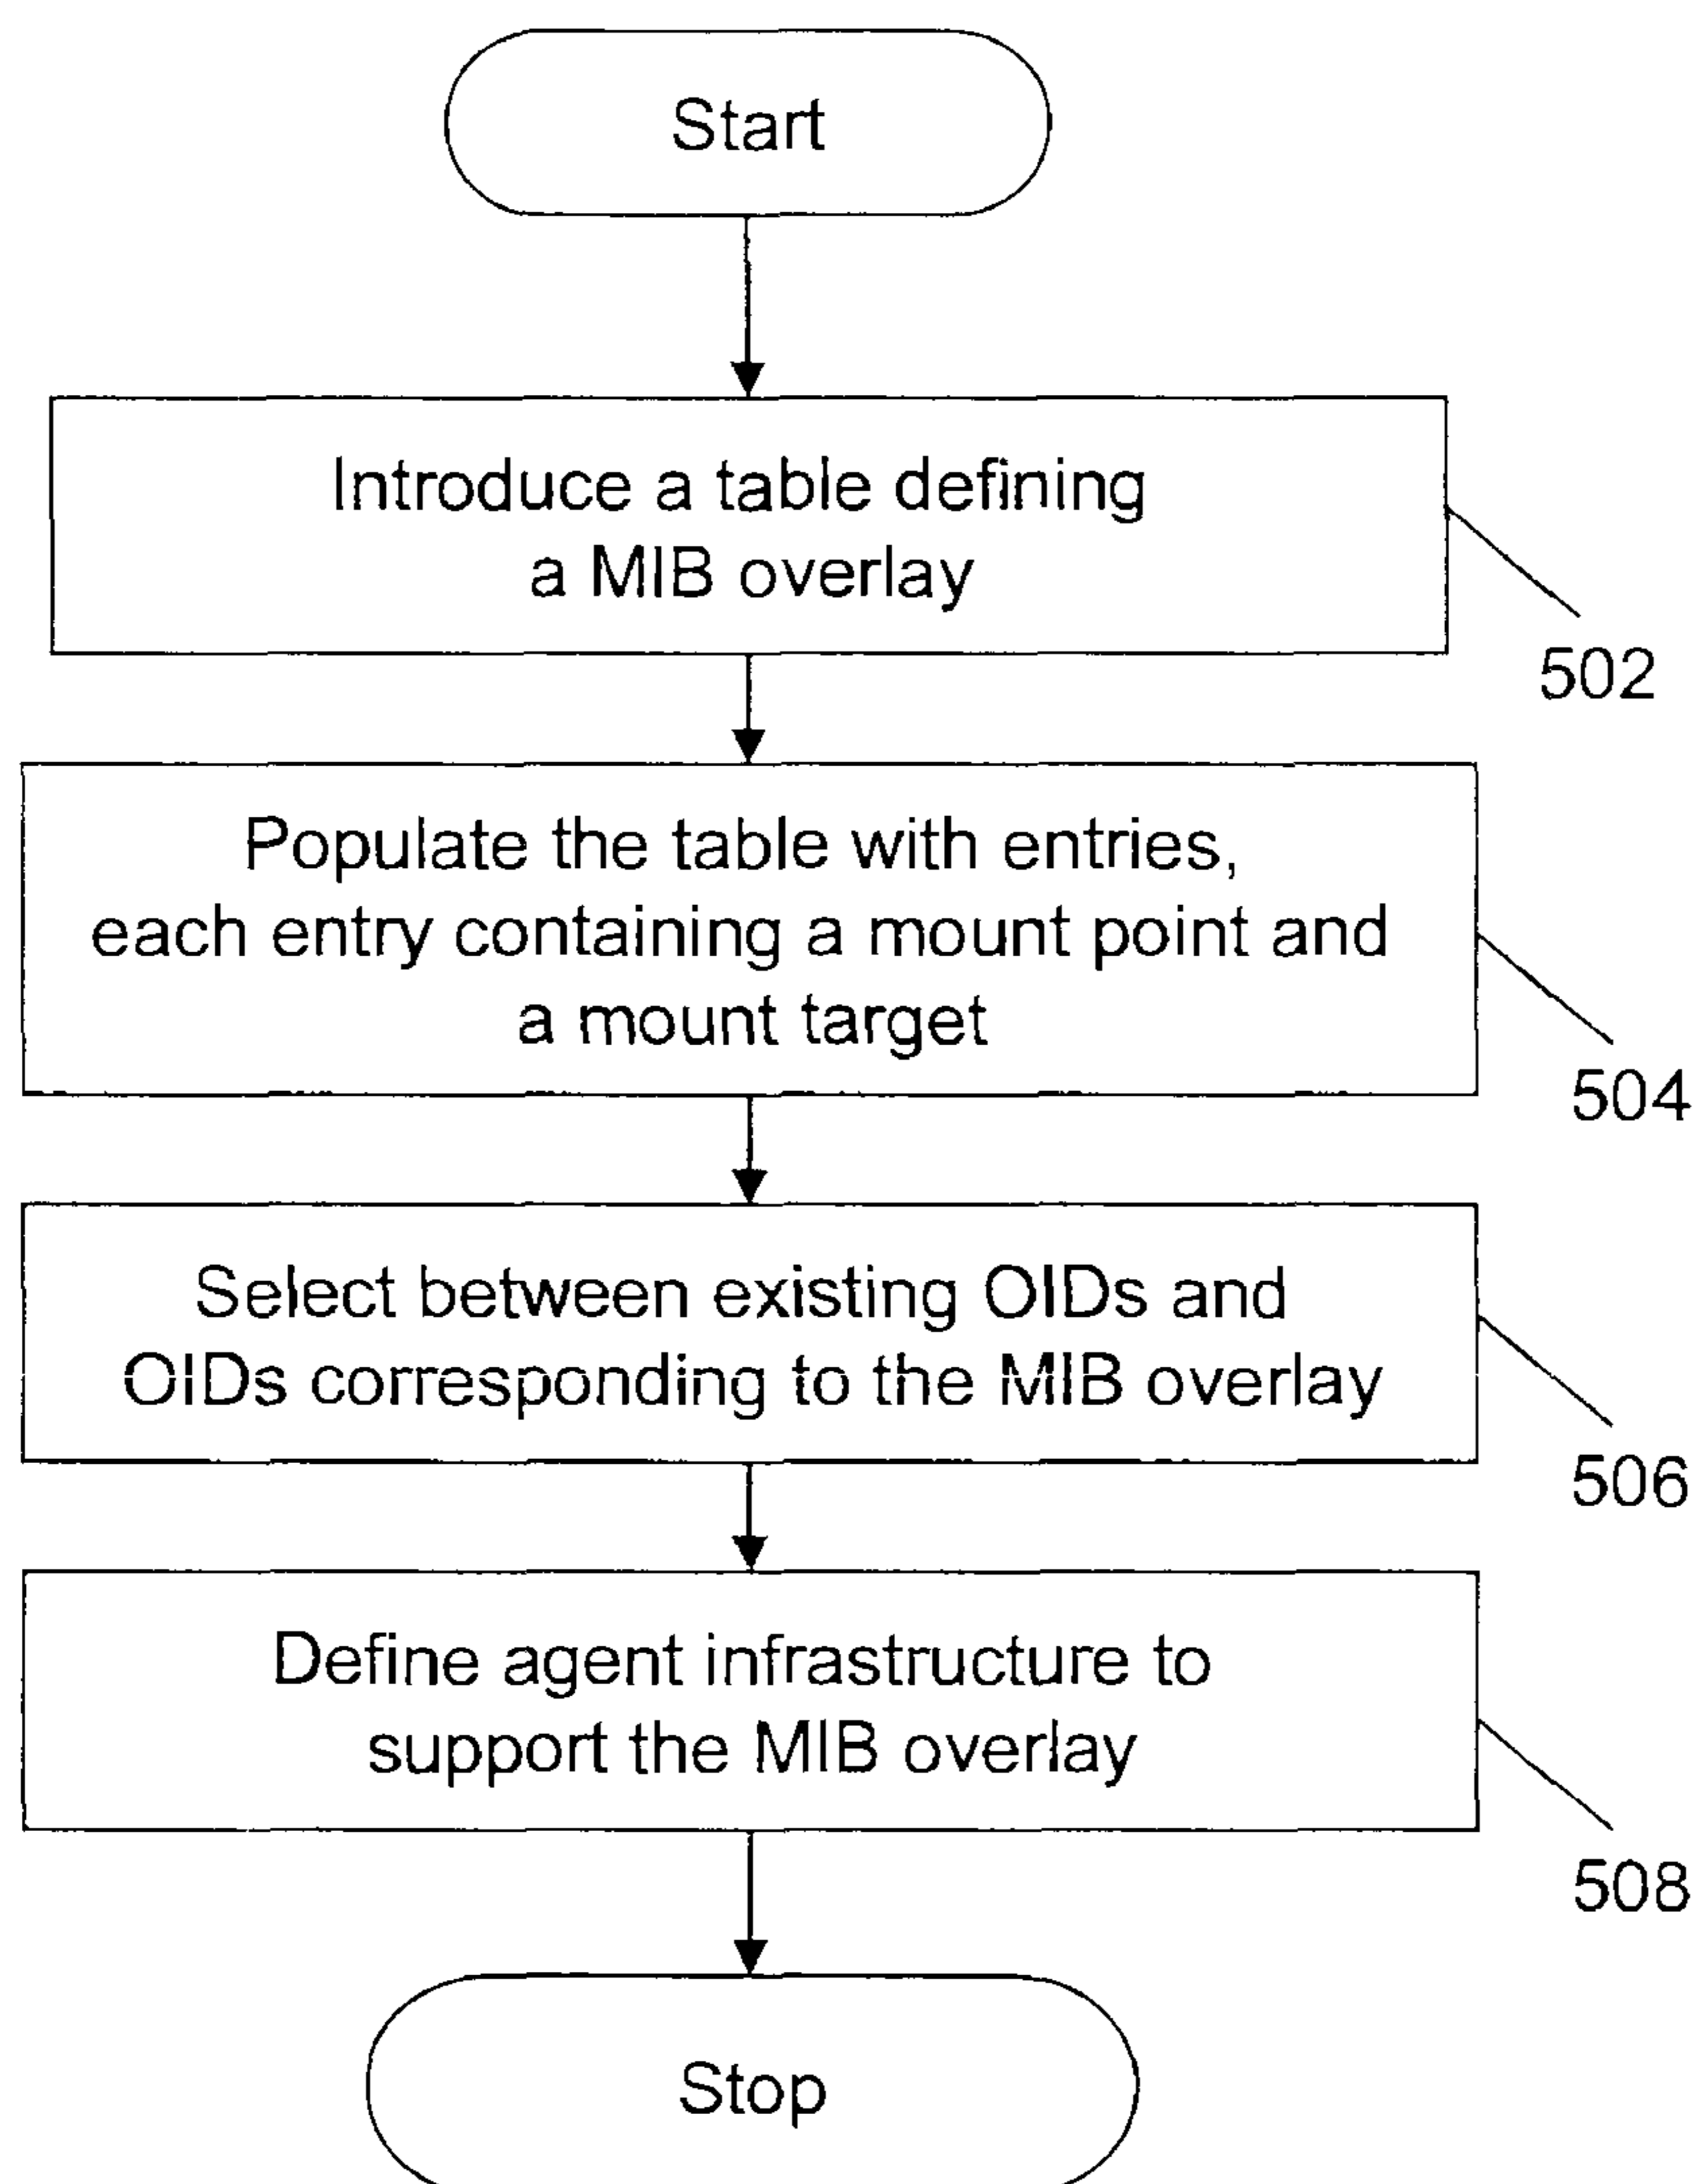 Start
Introduce a table defining
a MIB overlay
502
Populate the table with entries,
each entry containing a mount point and
a mount target
504
Select between existing OIDs and
OIDs corresponding to the MIB overlay
506
Define agent infrastructure to
support the MIB overlay
508
Stop